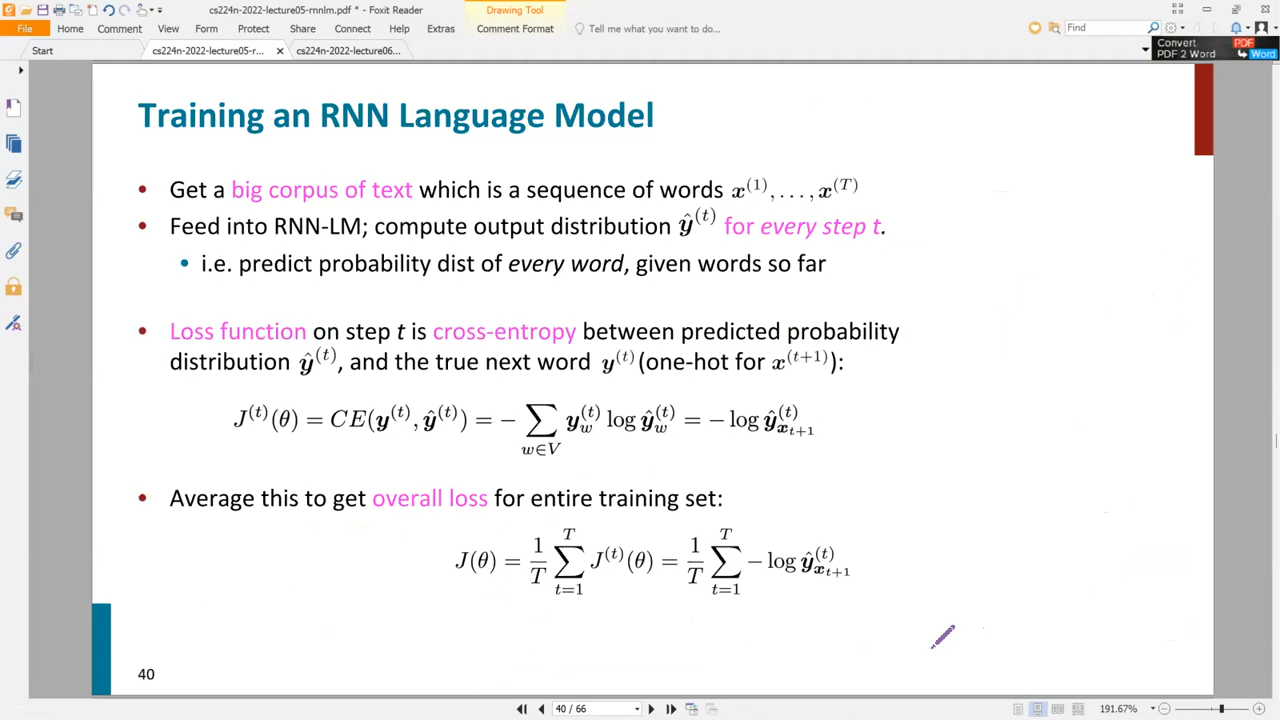 cs224n-2022-lecture05-rnnlm.pdf * - Foxit Reader
Drawing Tool
File Home Comment View Form Protect Share Connect Help Extras Comment Format Tell me what you want to do... Find
Start cs224n-2022-lecture05-r... cs224n-2022-lecture06...
Convert PDF
PDF 2 Word Word
Training an RNN Language Model
• Get a big corpus of text which is a sequence of words x^(1), . . . , x^(T)
• Feed into RNN-LM; compute output distribution ŷ^(t) for every step t.
• i.e. predict probability dist of every word, given words so far
• Loss function on step t is cross-entropy between predicted probability
distribution ŷ^(t), and the true next word y^(t) (one-hot for x^(t+1)):
J^(t)(θ) = CE(y^(t), ŷ^(t)) = − ∑_{w∈V} y_w^(t) log ŷ_w^(t) = − log ŷ_{x_{t+1}}^(t)
• Average this to get overall loss for entire training set:
J(θ) = 1/T ∑_{t=1}^{T} J^(t)(θ) = 1/T ∑_{t=1}^{T} − log ŷ_{x_{t+1}}^(t)
40
40 / 66
191.67%